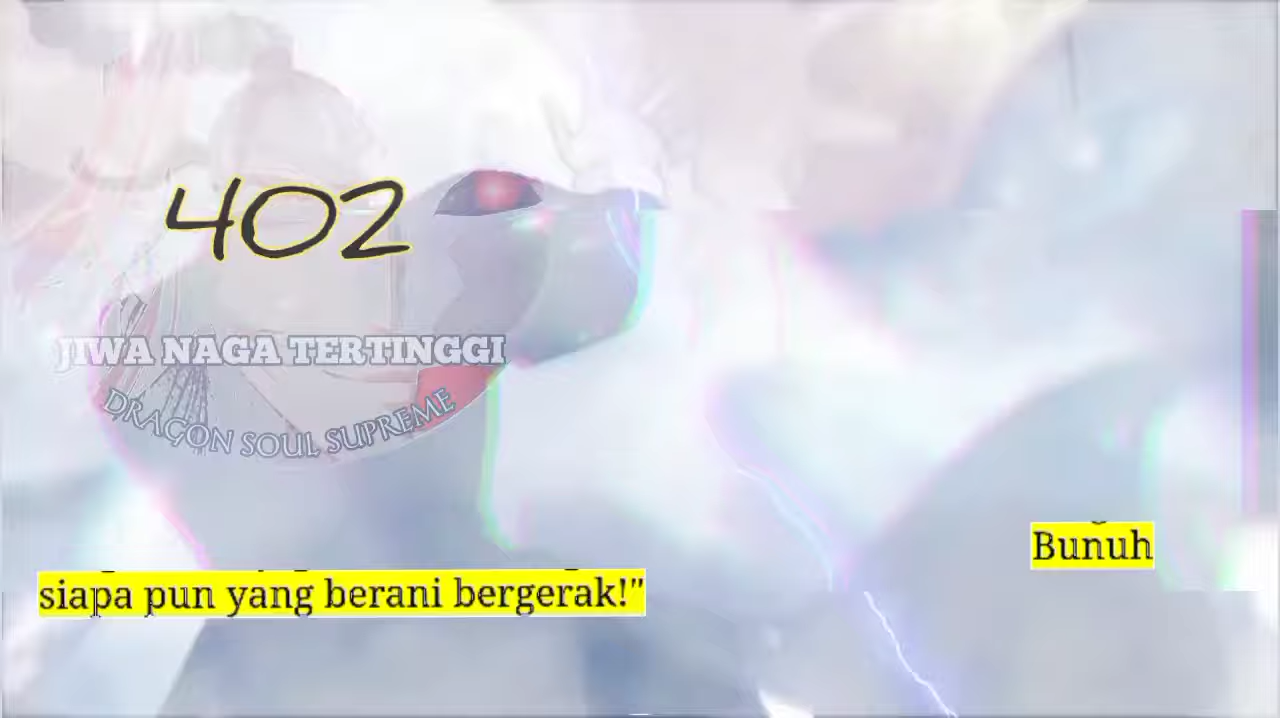 402
JIWA NAGA TERTINGGI
DRAGON SOUL SUPREME
Bunuh
siapa pun yang berani bergerak!"